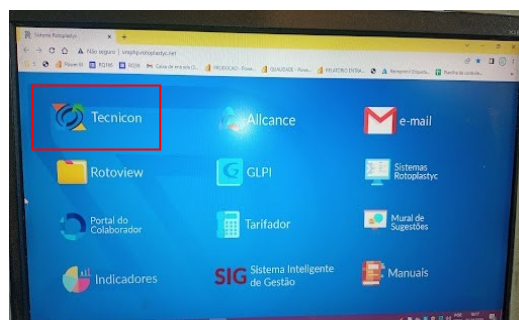 Sistema Rotoplastyc
Não seguro
Tecnicon
Allcance
e-mail
Rotoview
G
GLPI
Sistemas
Rotoplastyc
Portal do
Colaborador
Tarifador
Mural de
Sugestões
Indicadores
SIG
Sistema Inteligente
de Gestão
Manuais